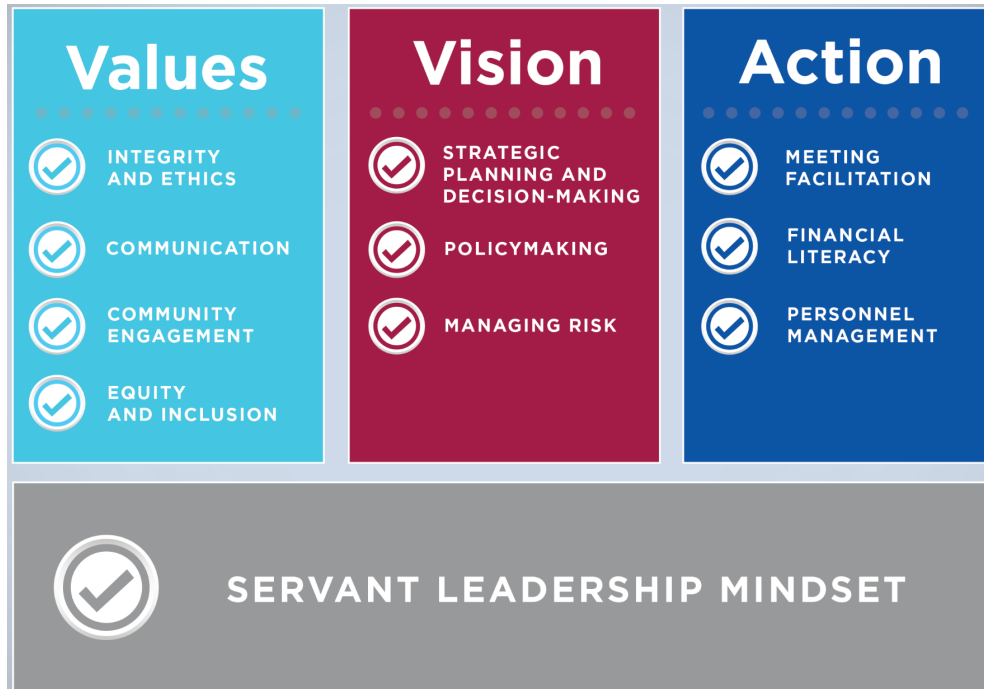 Values
INTEGRITY
AND ETHICS
COMMUNICATION
COMMUNITY
ENGAGEMENT
EQUITY
AND INCLUSION
Vision
STRATEGIC
PLANNING AND
DECISION-MAKING
POLICYMAKING
MANAGING RISK
Action
MEETING
FACILITATION
FINANCIAL
LITERACY
PERSONNEL
MANAGEMENT
SERVANT LEADERSHIP MINDSET